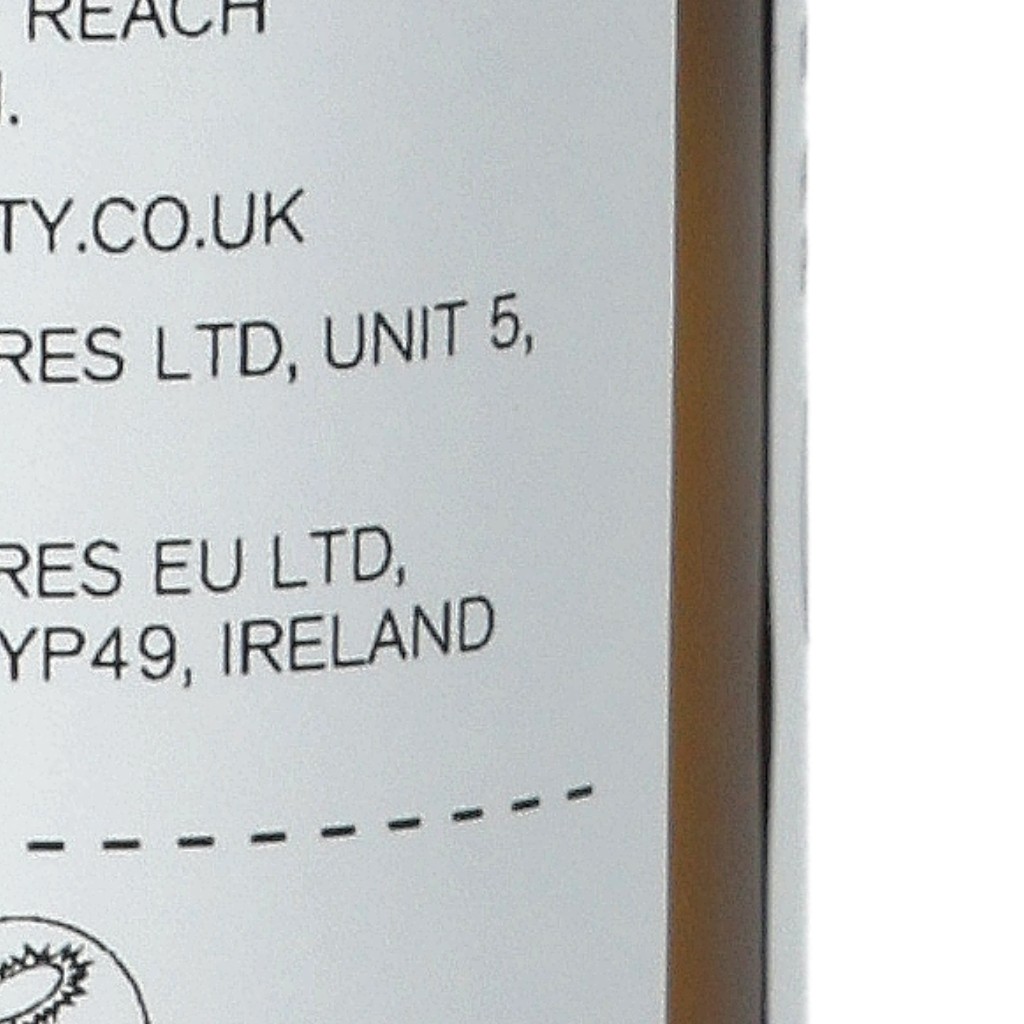 REACH
TY.CO.UK
RES LTD, UNIT 5,
RES EU LTD,
YP49, IRELAND